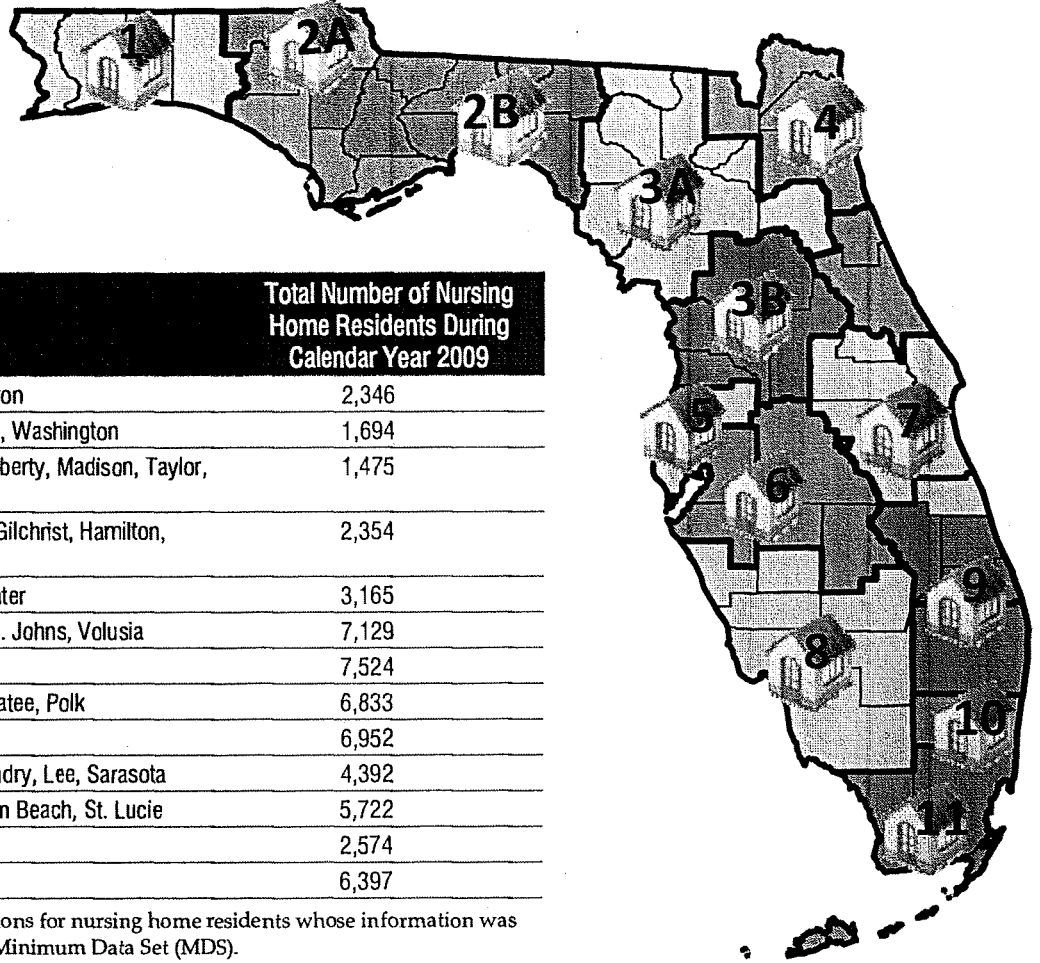 1
2A
2B
3A
4
3B
5
6
7
8
9
10
11
Total Number of Nursing
Home Residents During
Calendar Year 2009
on 2,346
, Washington 1,694
berty, Madison, Taylor, 1,475
Gilchrist, Hamilton, 2,354
ter 3,165
. Johns, Volusia 7,129
7,524
atee, Polk 6,833
6,952
dry, Lee, Sarasota 4,392
n Beach, St. Lucie 5,722
2,574
6,397
ons for nursing home residents whose information was
Minimum Data Set (MDS).